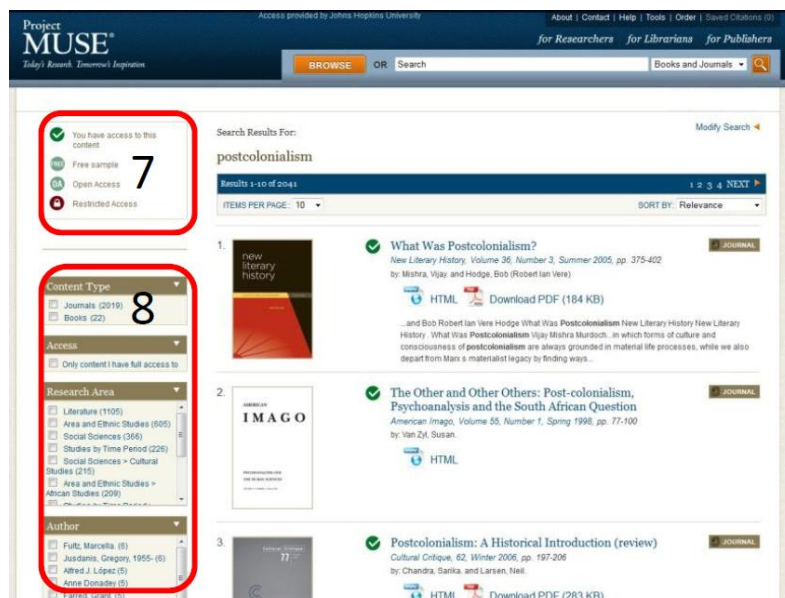 Access provided by Johns Hopkins University
About | Contact | Help | Tools | Order | Saved Citations (0)
Project
MUSE®
Today's Research. Tomorrow's Inspiration.
for Researchers for Librarians for Publishers
BROWSE OR Search Books and Journals
You have access to this
content
FREE Free sample
OA Open Access
Restricted Access
7
Content Type
Journals (2019)
Books (22)
8
Access
Only content I have full access to
Research Area
Literature (1105)
Area and Ethnic Studies (605)
Social Sciences (366)
Studies by Time Period (226)
Social Sciences > Cultural
Studies (215)
Area and Ethnic Studies >
African Studies (209)
Studies by Time Period
Author
Fultz, Marcella. (6)
Jusdanis, Gregory, 1955- (6)
Alfred J. López (5)
Anne Donadey (5)
Farred, Grant. (5)
Search Results For:
Modify Search
postcolonialism
Results 1-10 of 2041 1 2 3 4 NEXT
ITEMS PER PAGE: 10 SORT BY: Relevance
1.
new
literary
history
What Was Postcolonialism?
JOURNAL
New Literary History, Volume 36, Number 3, Summer 2005, pp. 375-402
by: Mishra, Vijay. and Hodge, Bob (Robert Ian Vere)
HTML Download PDF (184 KB)
...and Bob Robert Ian Vere Hodge What Was Postcolonialism New Literary History New Literary
History . What Was Postcolonialism Vijay Mishra Murdoch... in which forms of culture and
consciousness of postcolonialism are always grounded in material life processes, while we also
depart from Marx s materialist legacy by finding ways...
2.
AMERICAN
IMAGO
The Other and Other Others: Post-colonialism,
Psychoanalysis and the South African Question
JOURNAL
American Imago, Volume 55, Number 1, Spring 1998, pp. 77-100
by: Van Zyl, Susan.
HTML
3.
Cultural Critique
77
Postcolonialism: A Historical Introduction (review)
JOURNAL
Cultural Critique, 62, Winter 2006, pp. 197-206
by: Chandra, Sarika. and Larsen, Neil.
HTML Download PDF (283 KB)